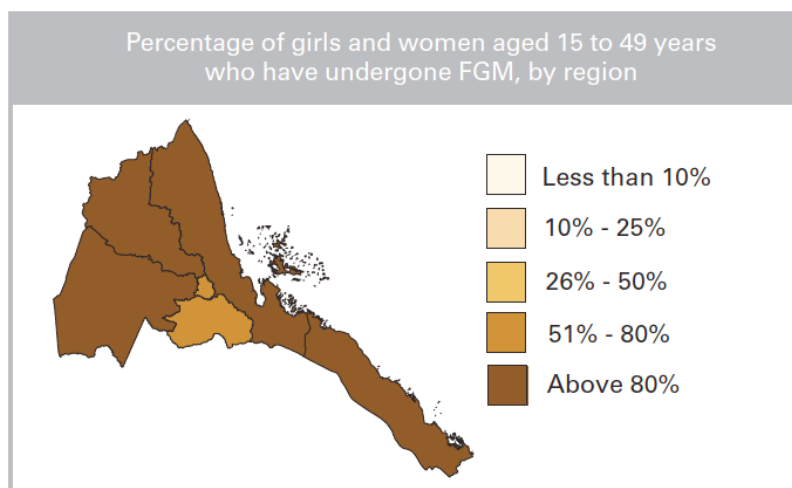 Percentage of girls and women aged 15 to 49 years
who have undergone FGM, by region
Less than 10%
10% - 25%
26% - 50%
51% - 80%
Above 80%